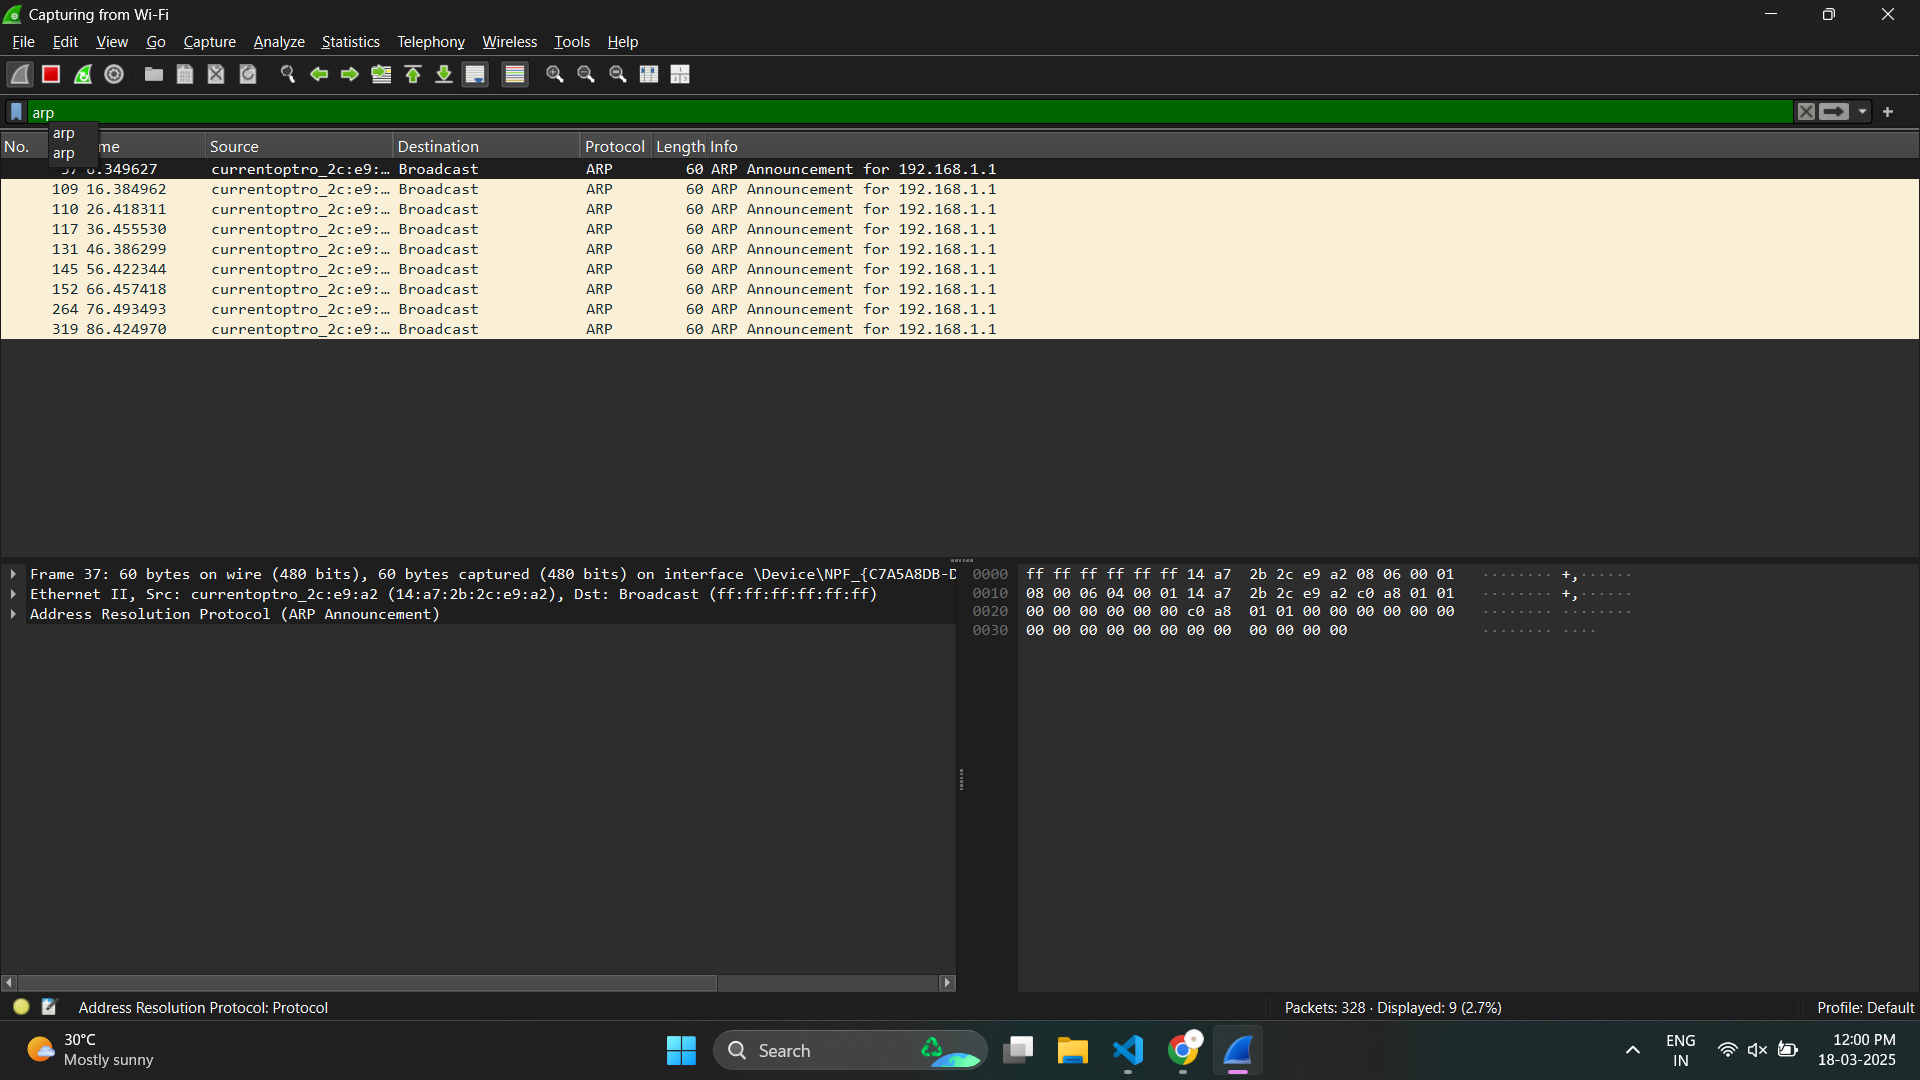 Capturing from Wi-Fi
File Edit View Go Capture Analyze Statistics Telephony Wireless Tools Help
arp
arp
arp
No. me Source Destination Protocol Length Info
37 6.349627 currentoptro_2c:e9:… Broadcast ARP 60 ARP Announcement for 192.168.1.1
109 16.384962 currentoptro_2c:e9:… Broadcast ARP 60 ARP Announcement for 192.168.1.1
110 26.418311 currentoptro_2c:e9:… Broadcast ARP 60 ARP Announcement for 192.168.1.1
117 36.455530 currentoptro_2c:e9:… Broadcast ARP 60 ARP Announcement for 192.168.1.1
131 46.386299 currentoptro_2c:e9:… Broadcast ARP 60 ARP Announcement for 192.168.1.1
145 56.422344 currentoptro_2c:e9:… Broadcast ARP 60 ARP Announcement for 192.168.1.1
152 66.457418 currentoptro_2c:e9:… Broadcast ARP 60 ARP Announcement for 192.168.1.1
264 76.493493 currentoptro_2c:e9:… Broadcast ARP 60 ARP Announcement for 192.168.1.1
319 86.424970 currentoptro_2c:e9:… Broadcast ARP 60 ARP Announcement for 192.168.1.1
Frame 37: 60 bytes on wire (480 bits), 60 bytes captured (480 bits) on interface \Device\NPF_{C7A5A8DB-D
Ethernet II, Src: currentoptro_2c:e9:a2 (14:a7:2b:2c:e9:a2), Dst: Broadcast (ff:ff:ff:ff:ff:ff)
Address Resolution Protocol (ARP Announcement)
0000 ff ff ff ff ff ff 14 a7 2b 2c e9 a2 08 06 00 01 ········ +,······
0010 08 00 06 04 00 01 14 a7 2b 2c e9 a2 c0 a8 01 01 ········ +,······
0020 00 00 00 00 00 00 c0 a8 01 01 00 00 00 00 00 00 ········ ········
0030 00 00 00 00 00 00 00 00 00 00 00 00 ········ ····
Address Resolution Protocol: Protocol Packets: 328 · Displayed: 9 (2.7%) Profile: Default
30°C
Mostly sunny
Search
ENG
IN
12:00 PM
18-03-2025